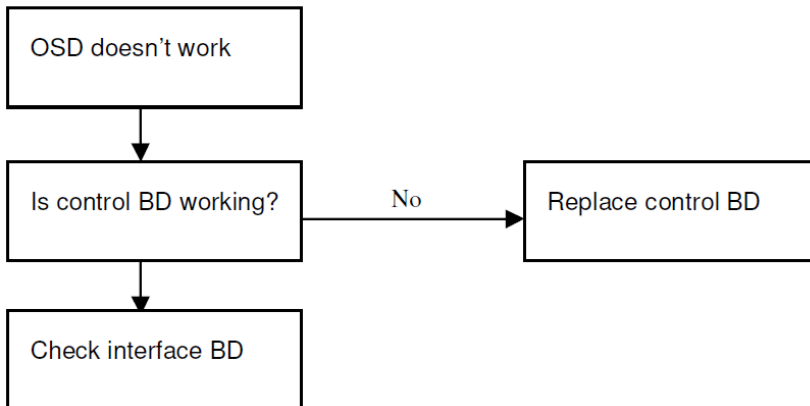 OSD doesn’t work
Is control BD working?
No
Replace control BD
Check interface BD